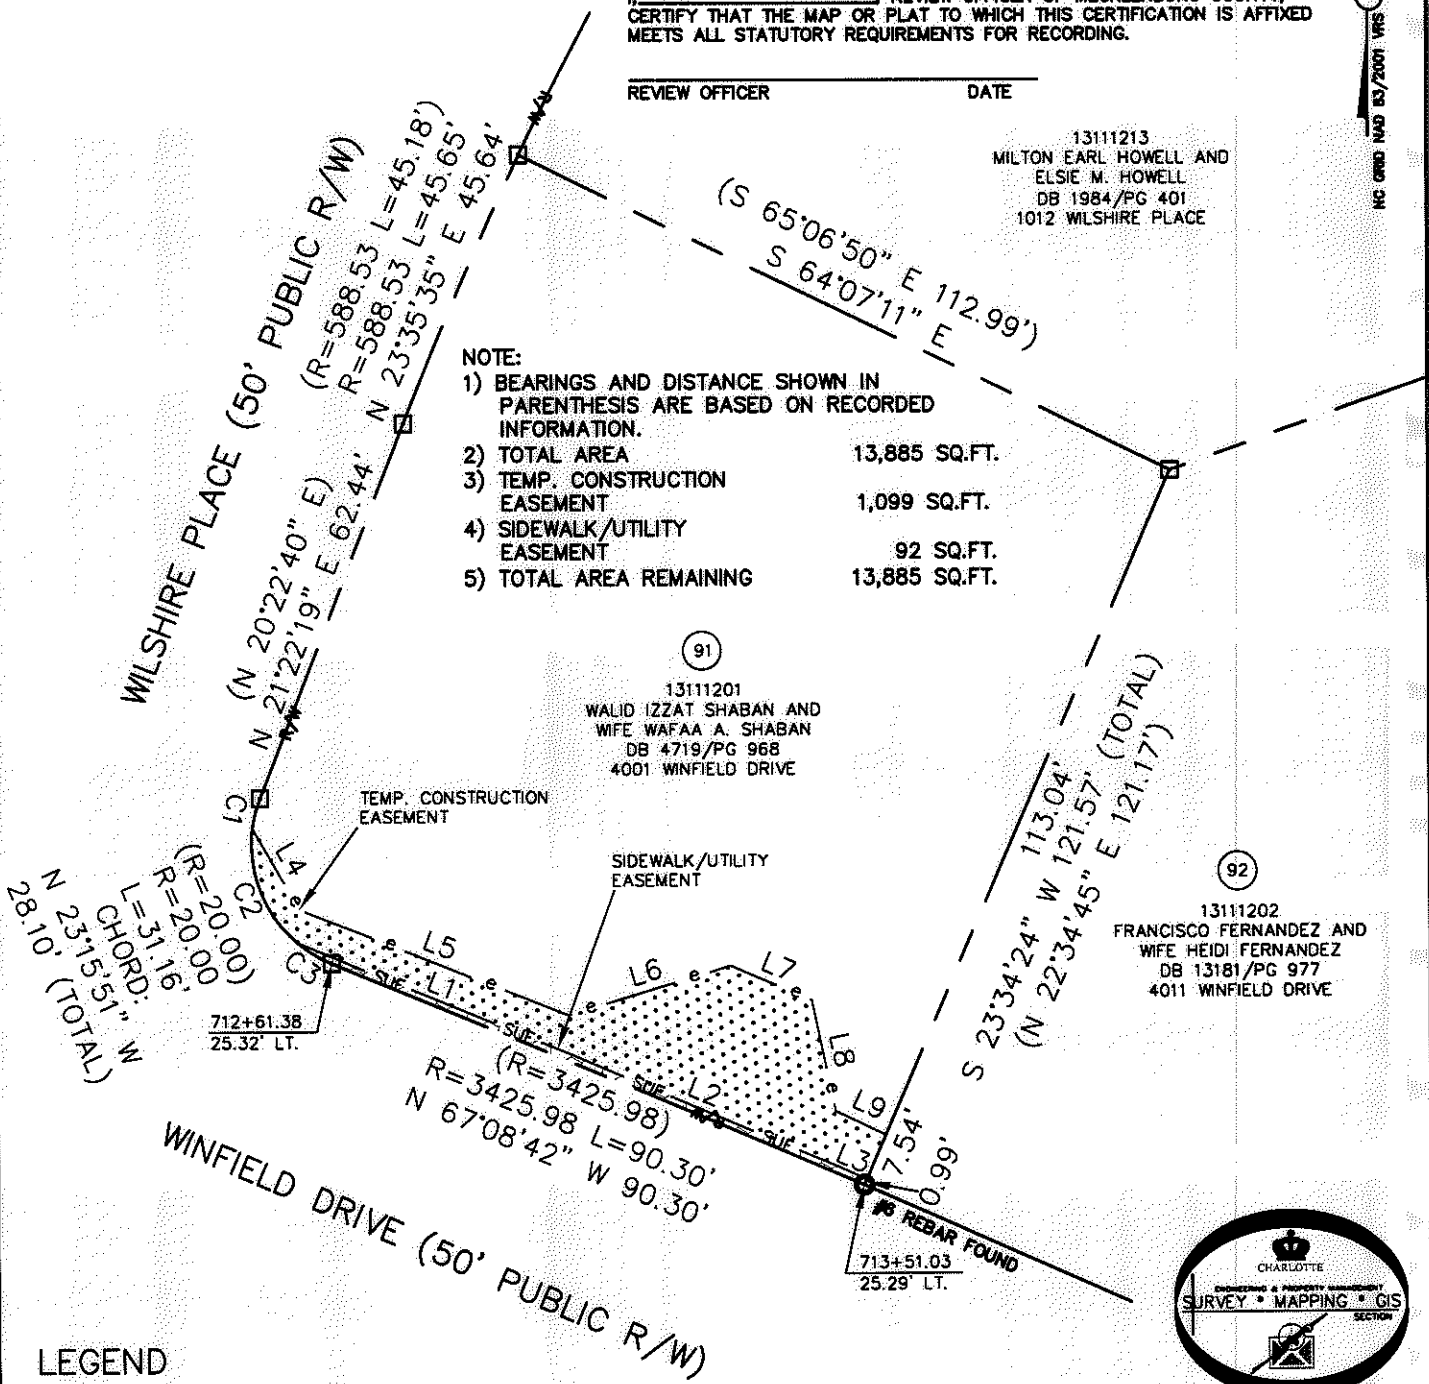 CERTIFY THAT THE MAP OR PLAT TO WHICH THIS CERTIFICATION IS AFFIXED
MEETS ALL STATUTORY REQUIREMENTS FOR RECORDING.
REVIEW OFFICER DATE
NC GRID NAD 83/2001 VRS
13111213
MILTON EARL HOWELL AND
ELSIE M. HOWELL
DB 1984/PG 401
1012 WILSHIRE PLACE
R/W
(R=588.53 L=45.18')
R=588.53 L=45.65'
N 23°35'35" E 45.64'
(S 65°06'50" E 112.99')
S 64°07'11" E
WILSHIRE PLACE (50' PUBLIC R/W)
NOTE:
1) BEARINGS AND DISTANCE SHOWN IN
PARENTHESIS ARE BASED ON RECORDED
INFORMATION.
2) TOTAL AREA 13,885 SQ.FT.
3) TEMP. CONSTRUCTION
EASEMENT 1,099 SQ.FT.
4) SIDEWALK/UTILITY
EASEMENT 92 SQ.FT.
5) TOTAL AREA REMAINING 13,885 SQ.FT.
(N 20°22'40" E)
N 21°22'19" E 62.44'
R/W
91
13111201
WALID IZZAT SHABAN AND
WIFE WAFAA A. SHABAN
DB 4719/PG 968
4001 WINFIELD DRIVE
113.04'
S 23°34'24" W 121.57' (TOTAL)
(N 22°34'45" E 121.17')
92
13111202
FRANCISCO FERNANDEZ AND
WIFE HEIDI FERNANDEZ
DB 13181/PG 977
4011 WINFIELD DRIVE
TEMP. CONSTRUCTION
EASEMENT
SIDEWALK/UTILITY
EASEMENT
C1
L4
C2
C3
e
e
L5
e
L1
SUE
SUE
e
L6
e
L7
e
L8
e
L9
SUE
L2
R/W
SUE
L3
7.54'
0.99'
(R=20.00)
R=20.00
L=31.16'
CHORD:
N 23°15'51" W
28.10' (TOTAL)
712+61.38
25.32' LT.
(R=3425.98)
R=3425.98 L=90.30'
N 67°08'42" W 90.30'
#6 REBAR FOUND
713+51.03
25.29' LT.
WINFIELD DRIVE (50' PUBLIC R/W)
CHARLOTTE
ENGINEERING & PROPERTY MANAGEMENT
SURVEY * MAPPING * GIS
SECTION
LEGEND